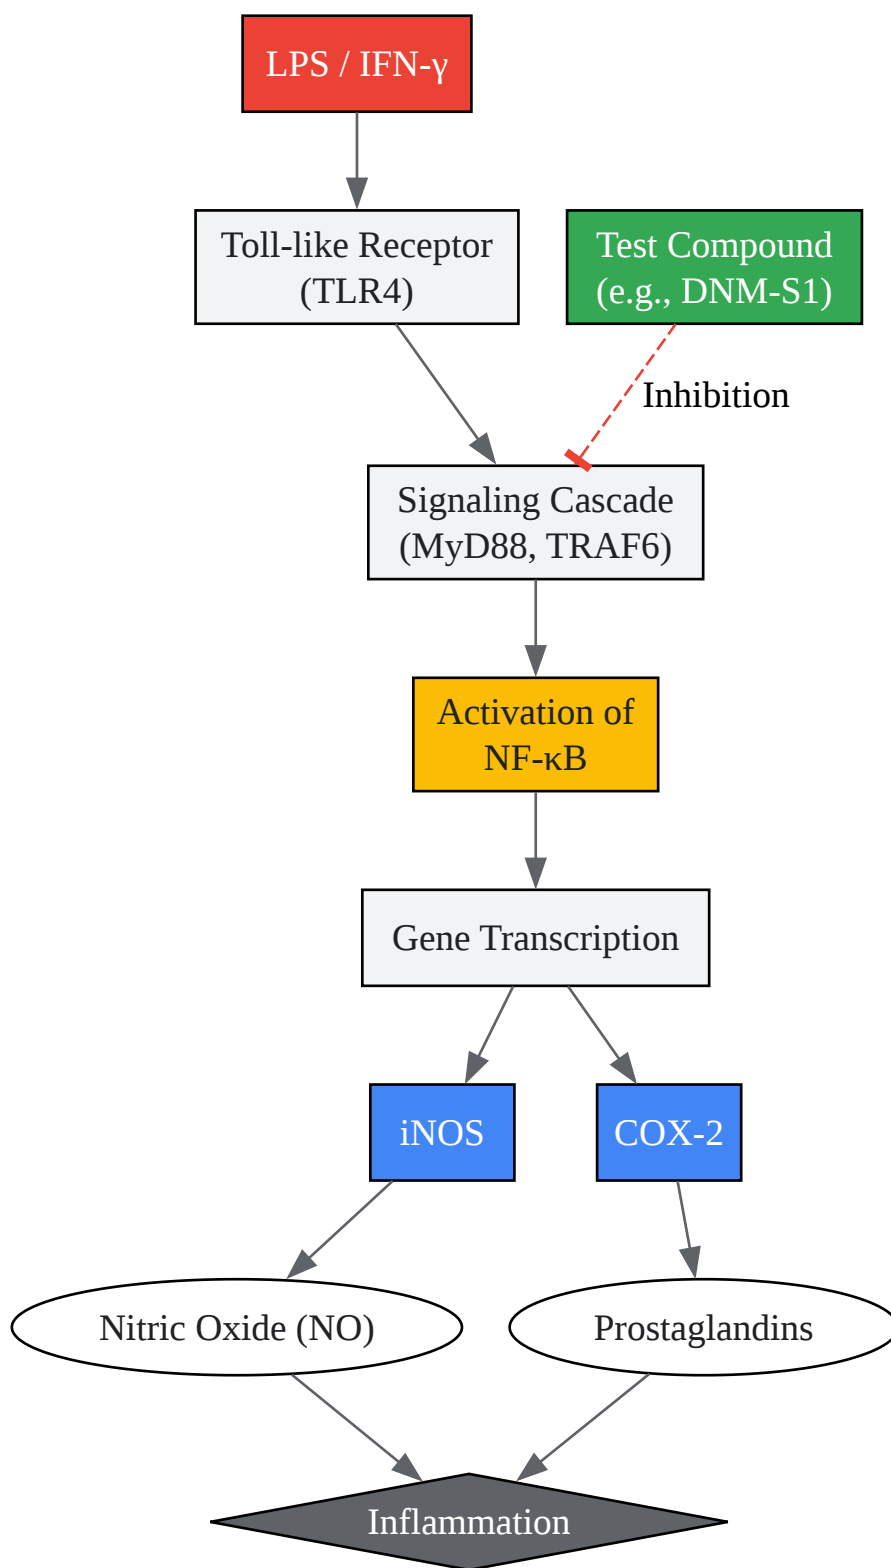 LPS / IFN-γ
Toll-like Receptor
(TLR4)
Test Compound
(e.g., DNM-S1)
Inhibition
Signaling Cascade
(MyD88, TRAF6)
Activation of
NF-κB
Gene Transcription
iNOS
COX-2
Nitric Oxide (NO)
Prostaglandins
Inflammation